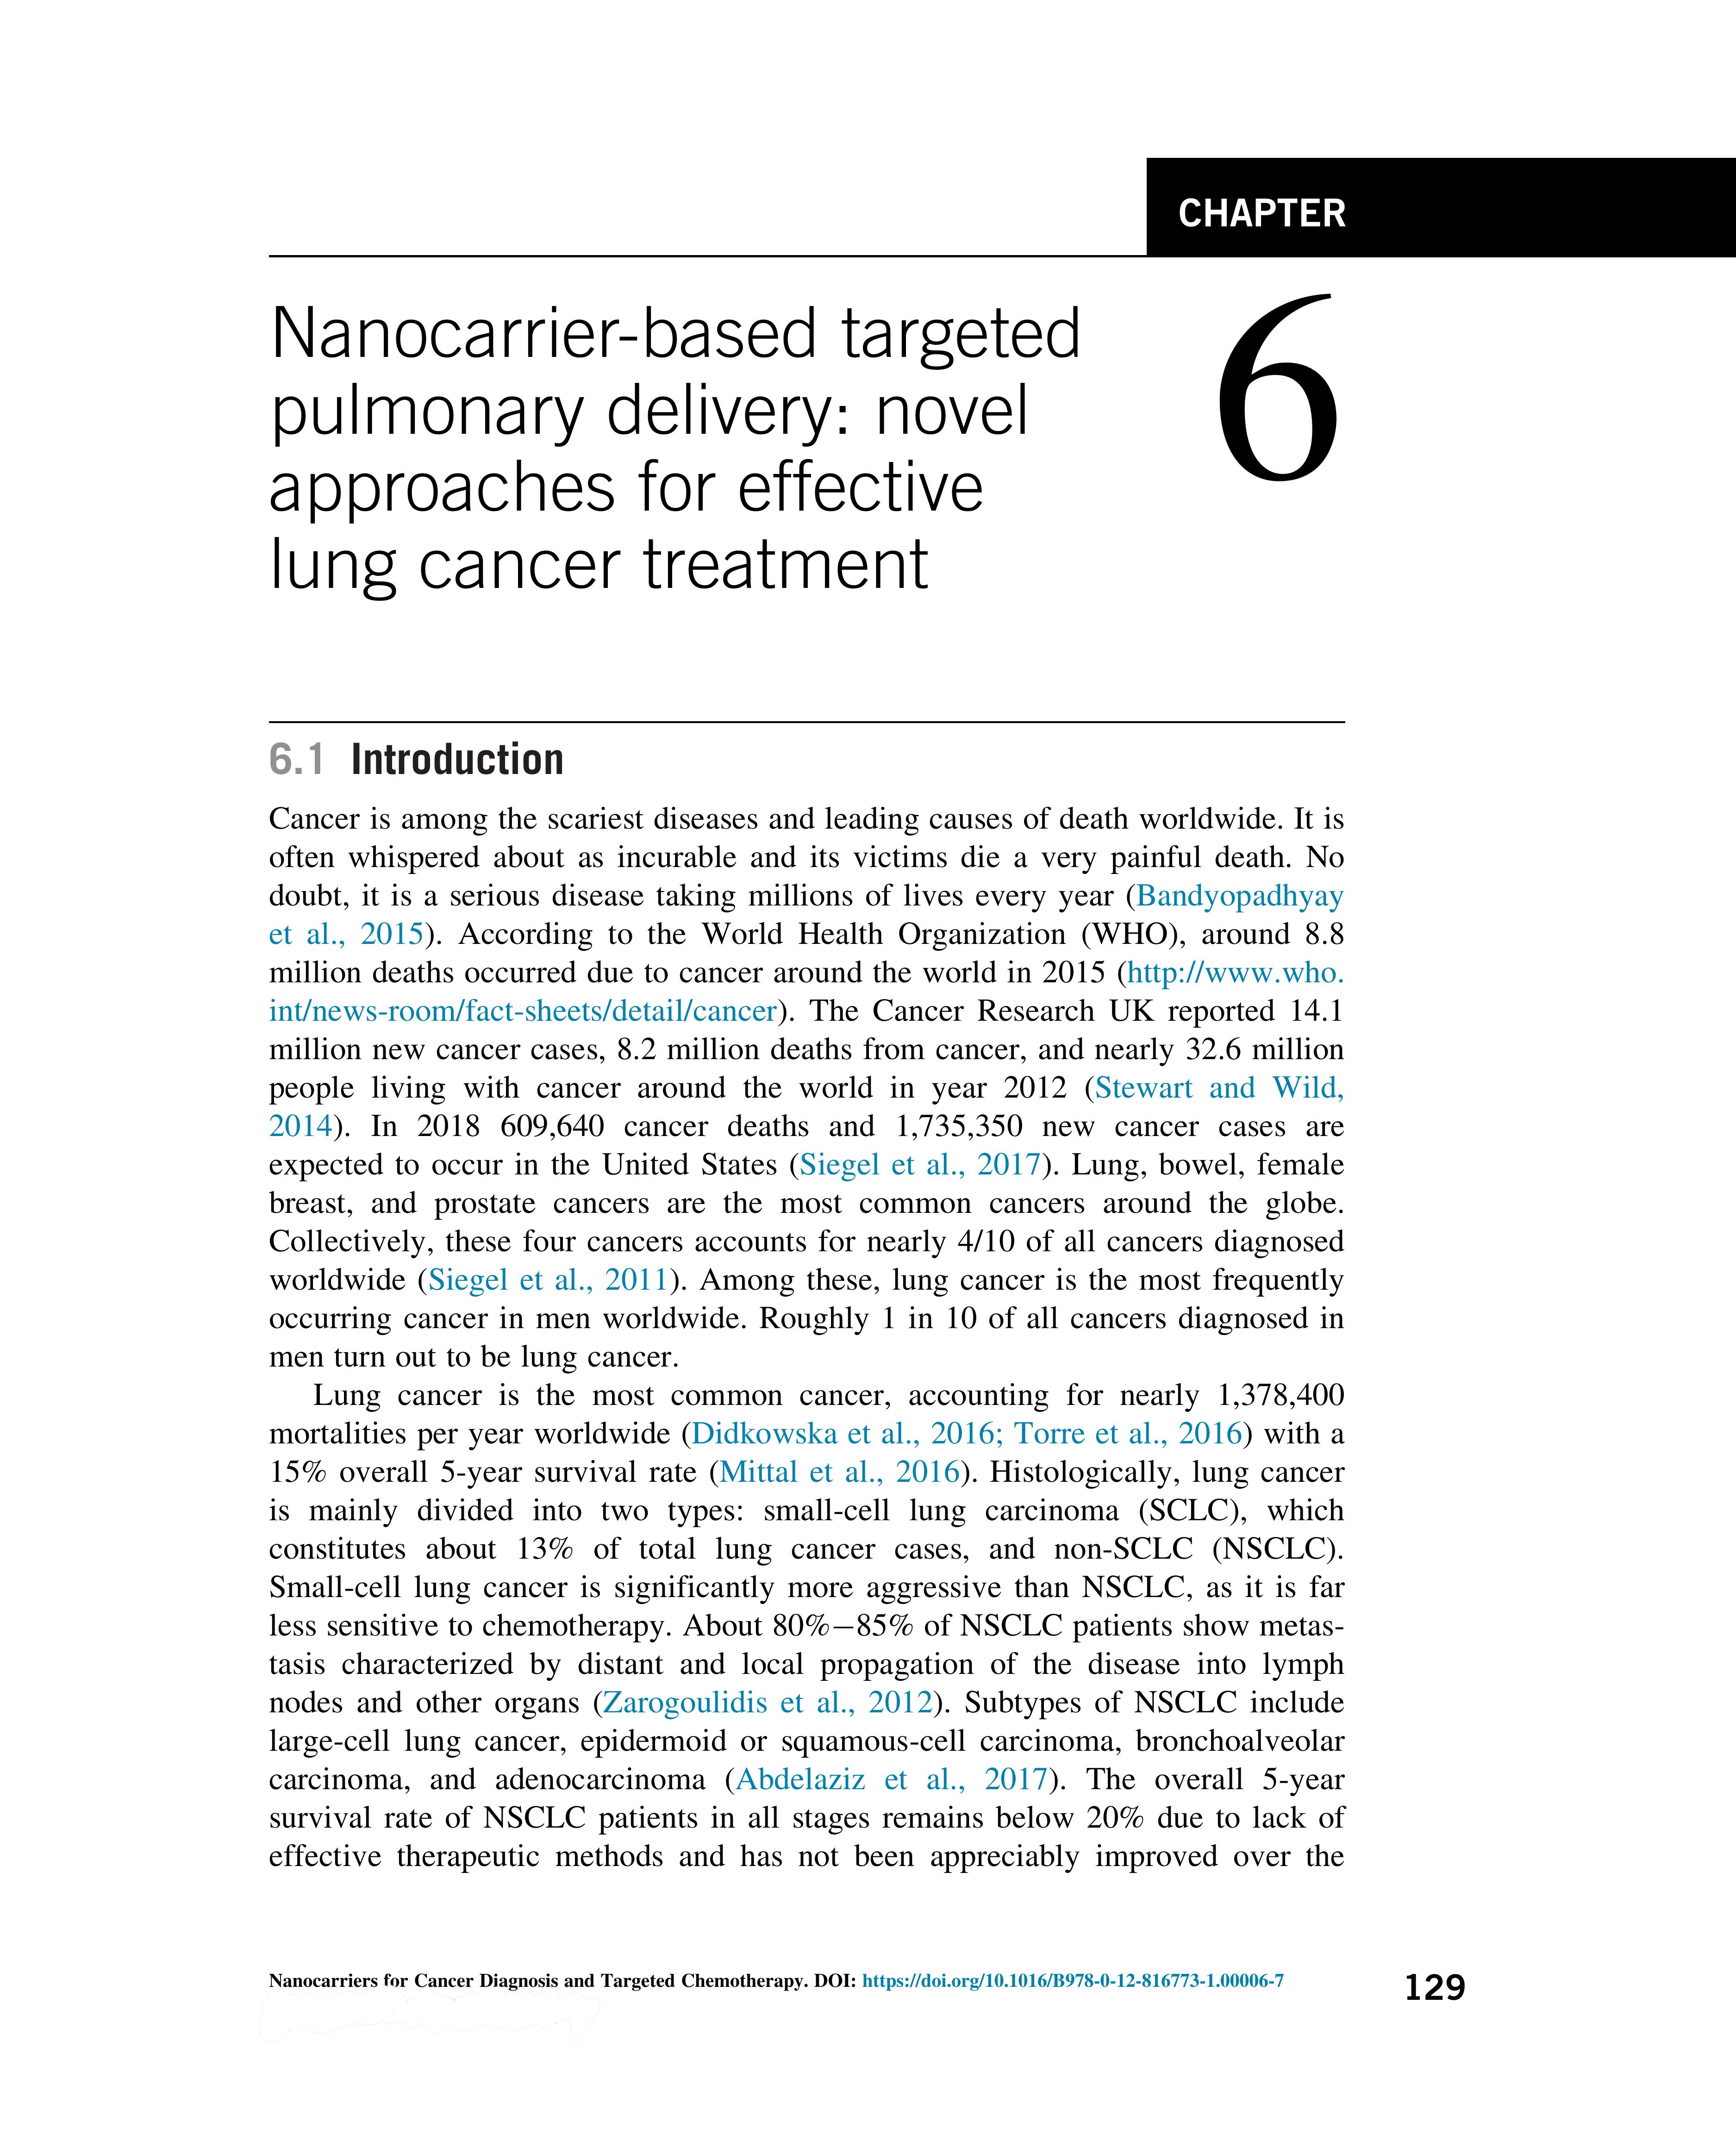 CHAPTER
Nanocarrier-based targeted
pulmonary delivery: novel
approaches for effective
lung cancer treatment
6
6.1 Introduction
Cancer is among the scariest diseases and leading causes of death worldwide. It is
often whispered about as incurable and its victims die a very painful death. No
doubt, it is a serious disease taking millions of lives every year (Bandyopadhyay
et al., 2015). According to the World Health Organization (WHO), around 8.8
million deaths occurred due to cancer around the world in 2015 (http://www.who.
int/news-room/fact-sheets/detail/cancer). The Cancer Research UK reported 14.1
million new cancer cases, 8.2 million deaths from cancer, and nearly 32.6 million
people living with cancer around the world in year 2012 (Stewart and Wild,
2014). In 2018 609,640 cancer deaths and 1,735,350 new cancer cases are
expected to occur in the United States (Siegel et al., 2017). Lung, bowel, female
breast, and prostate cancers are the most common cancers around the globe.
Collectively, these four cancers accounts for nearly 4/10 of all cancers diagnosed
worldwide (Siegel et al., 2011). Among these, lung cancer is the most frequently
occurring cancer in men worldwide. Roughly 1 in 10 of all cancers diagnosed in
men turn out to be lung cancer.
Lung cancer is the most common cancer, accounting for nearly 1,378,400
mortalities per year worldwide (Didkowska et al., 2016; Torre et al., 2016) with a
15% overall 5-year survival rate (Mittal et al., 2016). Histologically, lung cancer
is mainly divided into two types: small-cell lung carcinoma (SCLC), which
constitutes about 13% of total lung cancer cases, and non-SCLC (NSCLC).
Small-cell lung cancer is significantly more aggressive than NSCLC, as it is far
less sensitive to chemotherapy. About 80%–85% of NSCLC patients show metas-
tasis characterized by distant and local propagation of the disease into lymph
nodes and other organs (Zarogoulidis et al., 2012). Subtypes of NSCLC include
large-cell lung cancer, epidermoid or squamous-cell carcinoma, bronchoalveolar
carcinoma, and adenocarcinoma (Abdelaziz et al., 2017). The overall 5-year
survival rate of NSCLC patients in all stages remains below 20% due to lack of
effective therapeutic methods and has not been appreciably improved over the
Nanocarriers for Cancer Diagnosis and Targeted Chemotherapy. DOI: https://doi.org/10.1016/B978-0-12-816773-1.00006-7
129